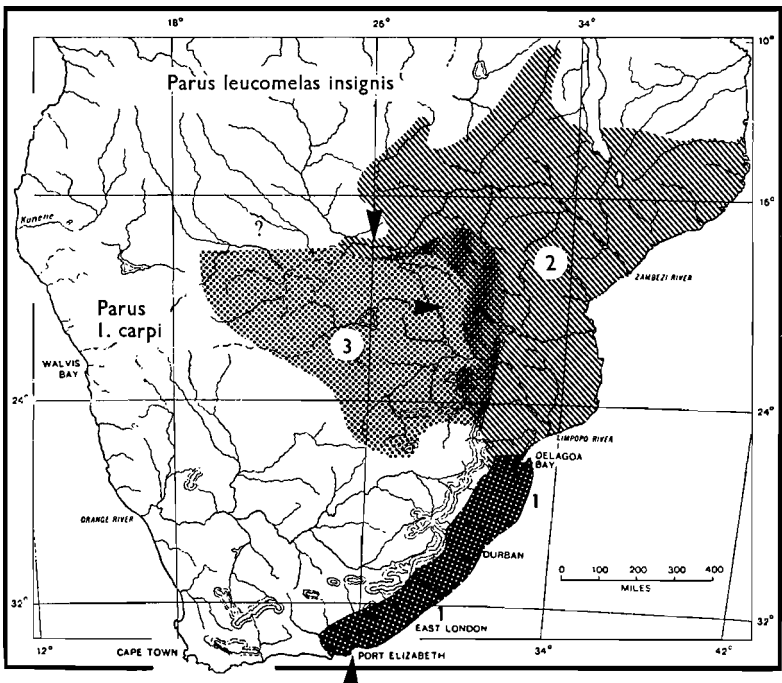 18°
26°
34°
10°
Parus leucomelas insignis
16°
Kunene
?
2
ZAMBEZI RIVER
Parus
l. carpi
3
WALVIS
BAY
24°
24°
LIMPOPO RIVER
DELAGOA
BAY
1
ORANGE RIVER
DURBAN
0 100 200 300 400
MILES
32°
1
32°
EAST LONDON
CAPE TOWN
PORT ELIZABETH
12°
34°
42°